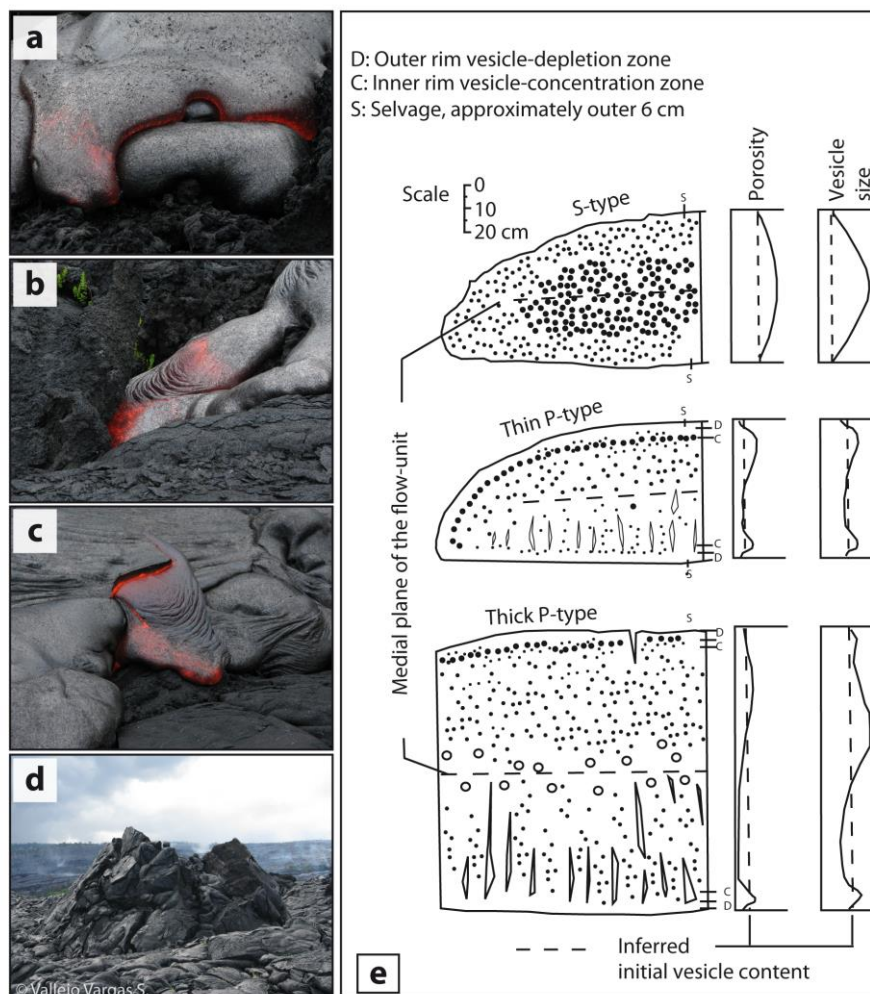 a
b
c
d
© Vallejo Vargas S.
D: Outer rim vesicle-depletion zone
C: Inner rim vesicle-concentration zone
S: Selvage, approximately outer 6 cm
Scale
0
10
20 cm
S-type
S
S
Porosity
Vesicle
size
Medial plane of the flow-unit
Thin P-type
S
D
C
C
D
S
Thick P-type
S
D
C
C
D
Inferred
initial vesicle content
e